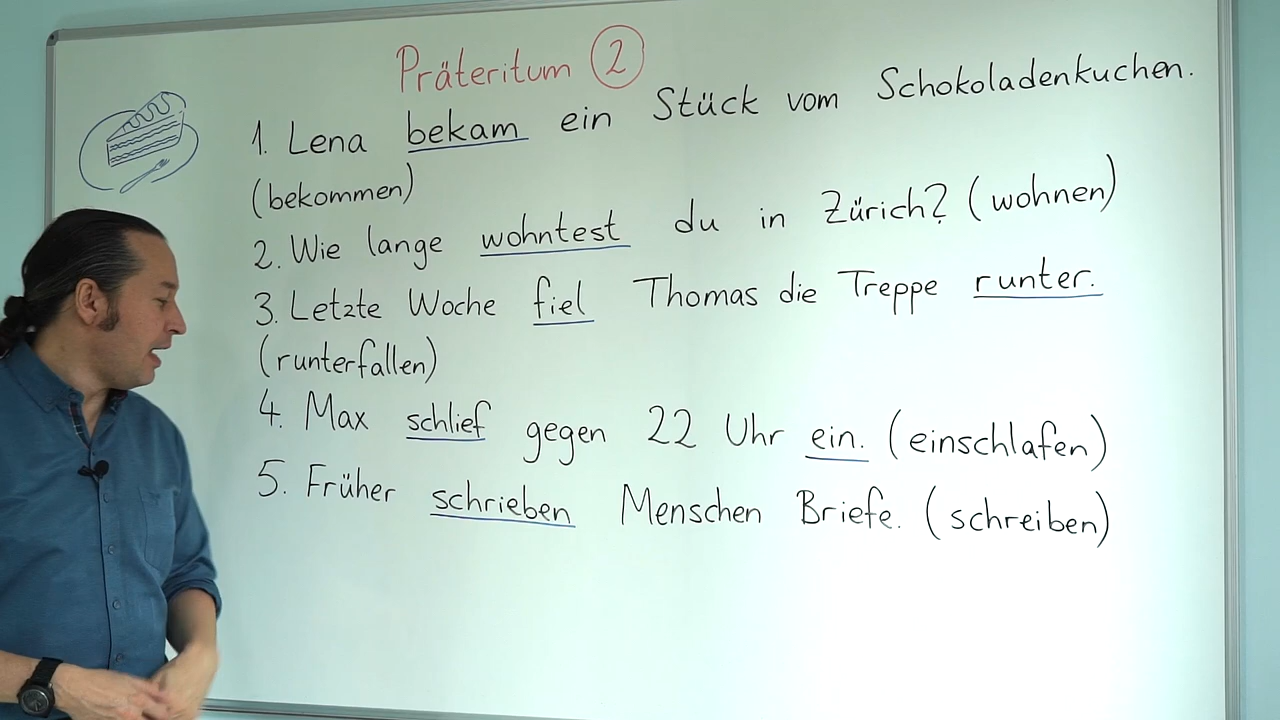 Präteritum 2
1. Lena bekam ein Stück vom Schokoladenkuchen.
(bekommen)
2. Wie lange wohntest du in Zürich? (wohnen)
3. Letzte Woche fiel Thomas die Treppe runter.
(runterfallen)
4. Max schlief gegen 22 Uhr ein. (einschlafen)
5. Früher schrieben Menschen Briefe. (schreiben)